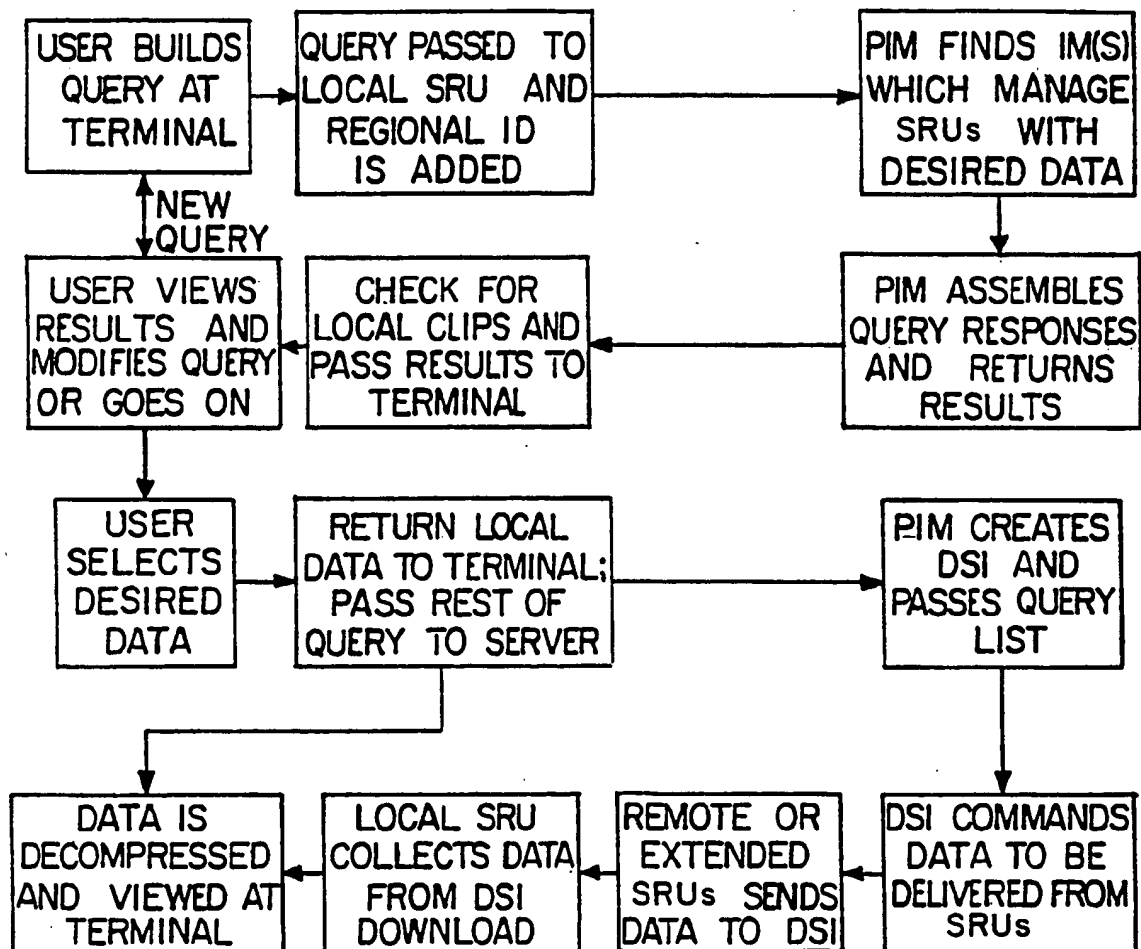 USER BUILDS
QUERY AT
TERMINAL
QUERY PASSED TO
LOCAL SRU AND
REGIONAL ID
IS ADDED
PIM FINDS IM(S)
WHICH MANAGE
SRUs WITH
DESIRED DATA
NEW
QUERY
USER VIEWS
RESULTS AND
MODIFIES QUERY
OR GOES ON
CHECK FOR
LOCAL CLIPS AND
PASS RESULTS TO
TERMINAL
PIM ASSEMBLES
QUERY RESPONSES
AND RETURNS
RESULTS
USER
SELECTS
DESIRED
DATA
RETURN LOCAL
DATA TO TERMINAL;
PASS REST OF
QUERY TO SERVER
PIM CREATES
DSI AND
PASSES QUERY
LIST
DATA IS
DECOMPRESSED
AND VIEWED AT
TERMINAL
LOCAL SRU
COLLECTS DATA
FROM DSI
DOWNLOAD
REMOTE OR
EXTENDED
SRUs SENDS
DATA TO DSI
DSI COMMANDS
DATA TO BE
DELIVERED FROM
SRUs